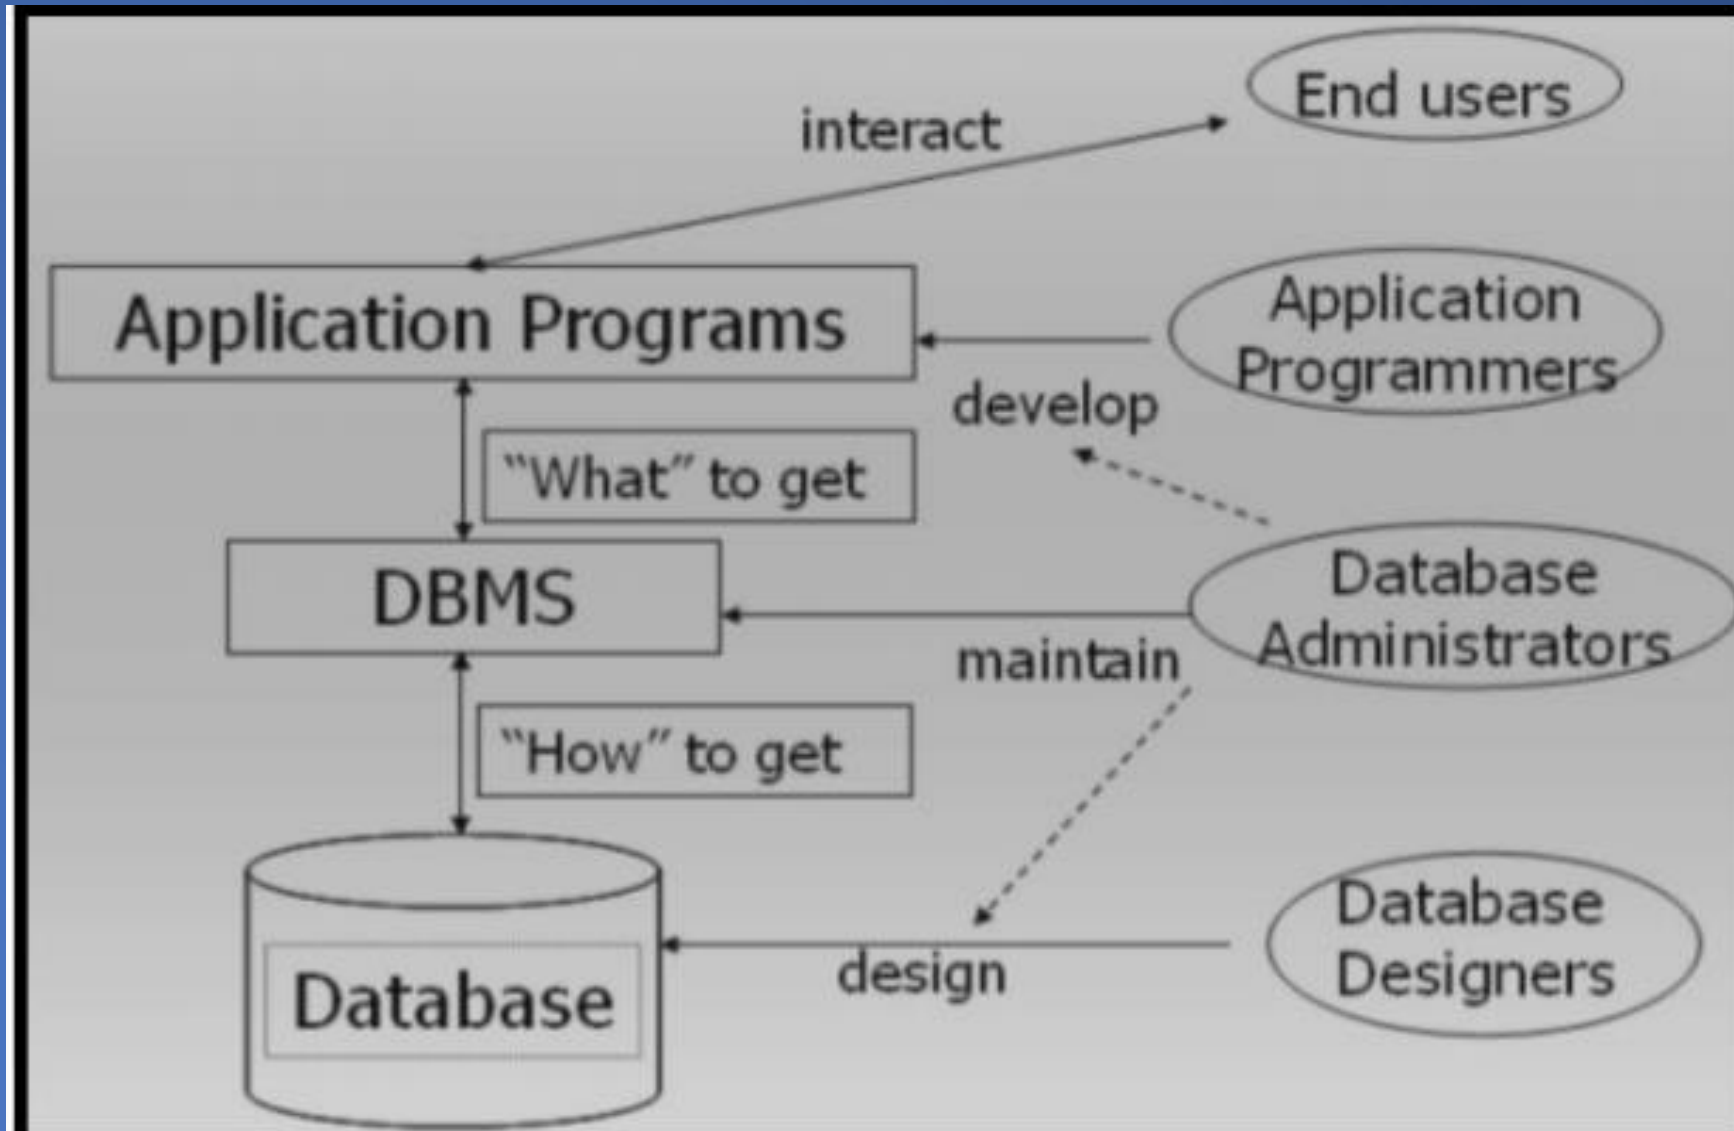 End users
interact
Application Programs
Application
Programmers
develop
“What” to get
DBMS
Database
Administrators
maintain
“How” to get
Database
Database
Designers
design